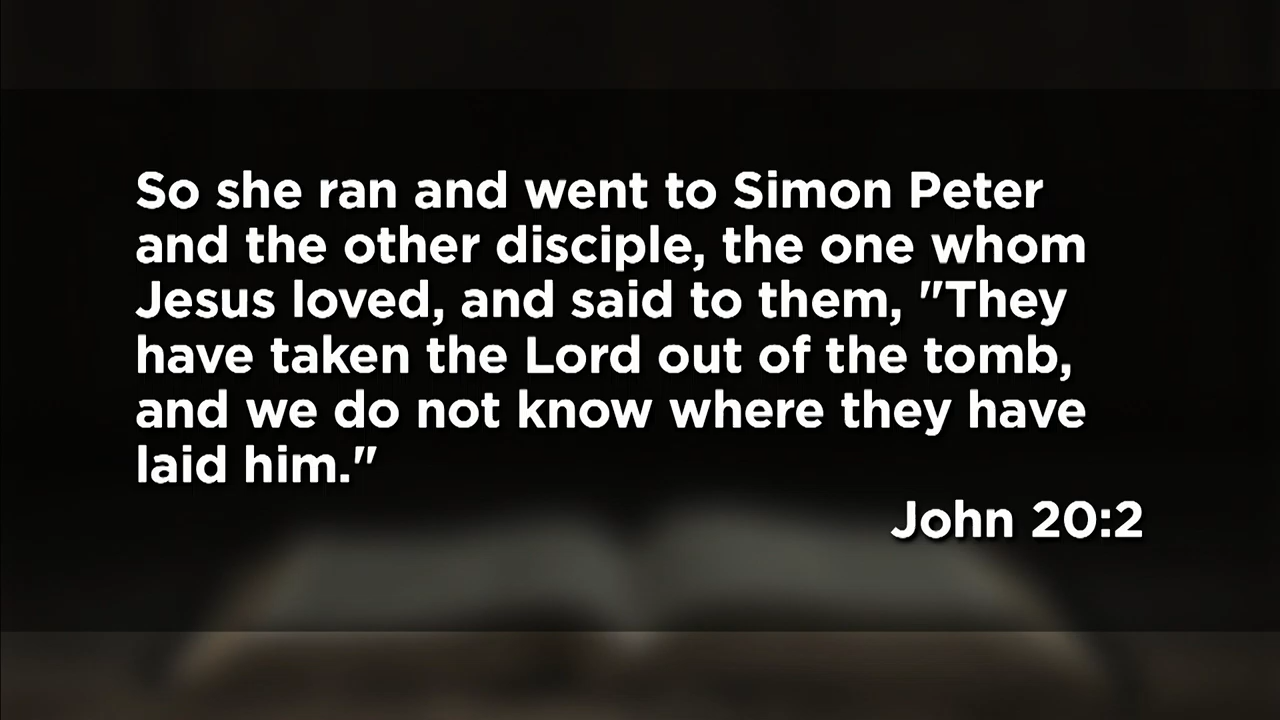 So she ran and went to Simon Peter
and the other disciple, the one whom
Jesus loved, and said to them, "They
have taken the Lord out of the tomb,
and we do not know where they have
laid him."
John 20:2